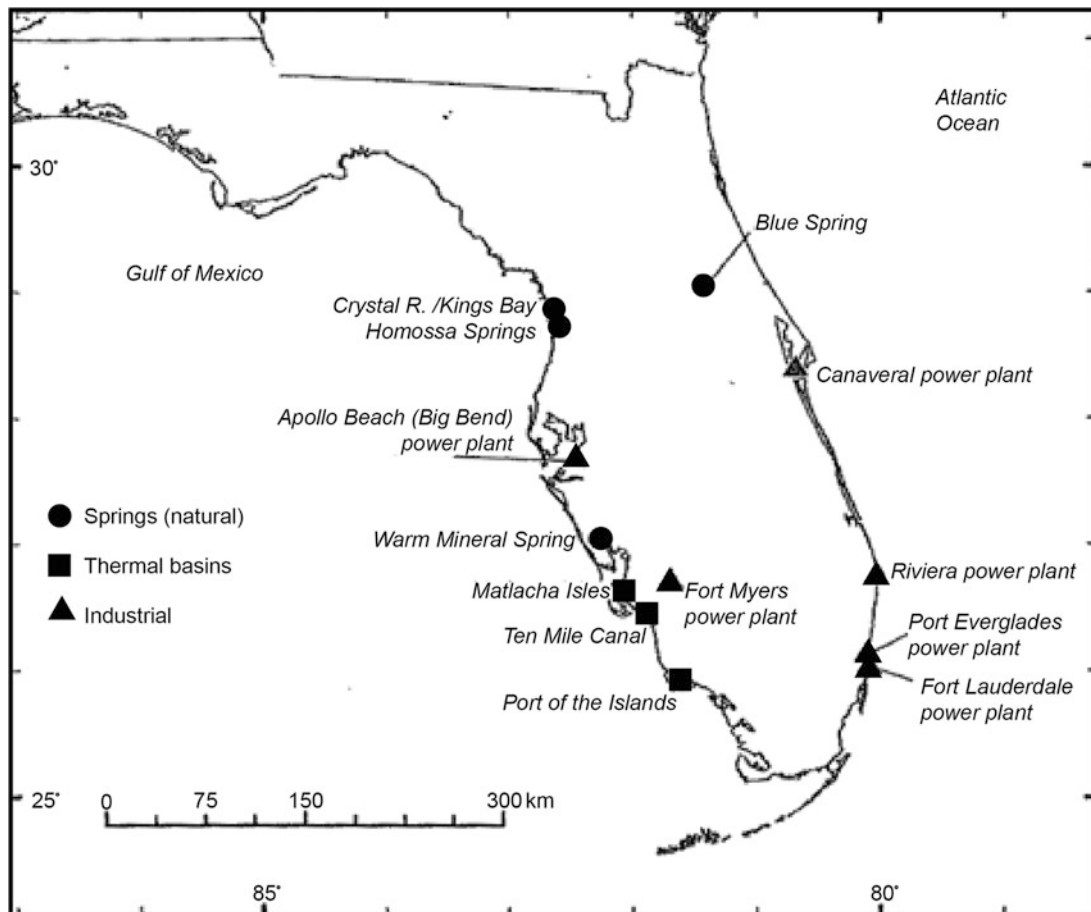 Atlantic
Ocean
30°
Blue Spring
Gulf of Mexico
Crystal R. /Kings Bay
Homossa Springs
Canaveral power plant
Apollo Beach (Big Bend)
power plant
Springs (natural)
Thermal basins
Industrial
Warm Mineral Spring
Matlacha Isles
Fort Myers
power plant
Riviera power plant
Ten Mile Canal
Port Everglades
power plant
Port of the Islands
Fort Lauderdale
power plant
0 75 150 300 km
25°
85° 80°